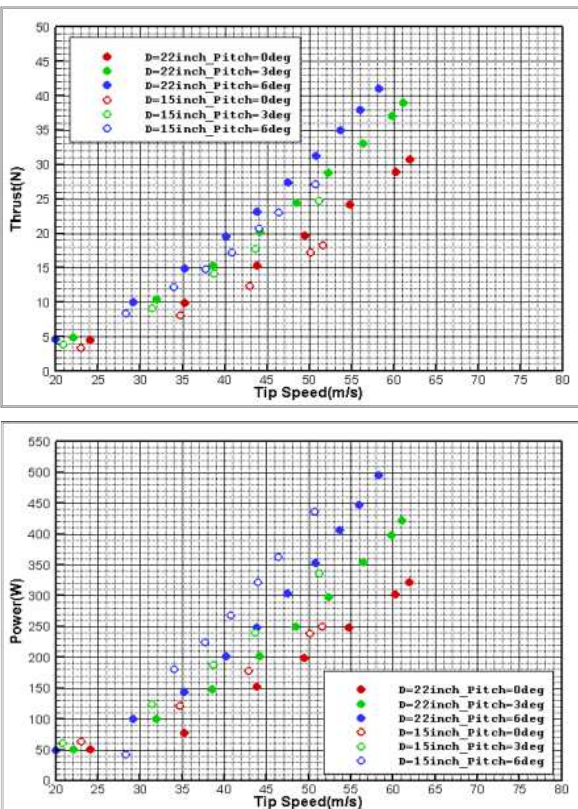 50
45
40
35
30
25
20
15
10
5
0
Thrust(N)
D=22inch_Pitch=0deg
D=22inch_Pitch=3deg
D=22inch_Pitch=6deg
D=15inch_Pitch=0deg
D=15inch_Pitch=3deg
D=15inch_Pitch=6deg
20 25 30 35 40 45 50 55 60 65 70 75 80
Tip Speed(m/s)
550
500
450
400
350
300
250
200
150
100
50
0
Power(W)
D=22inch_Pitch=0deg
D=22inch_Pitch=3deg
D=22inch_Pitch=6deg
D=15inch_Pitch=0deg
D=15inch_Pitch=3deg
D=15inch_Pitch=6deg
20 25 30 35 40 45 50 55 60 65 70 75 80
Tip Speed(m/s)